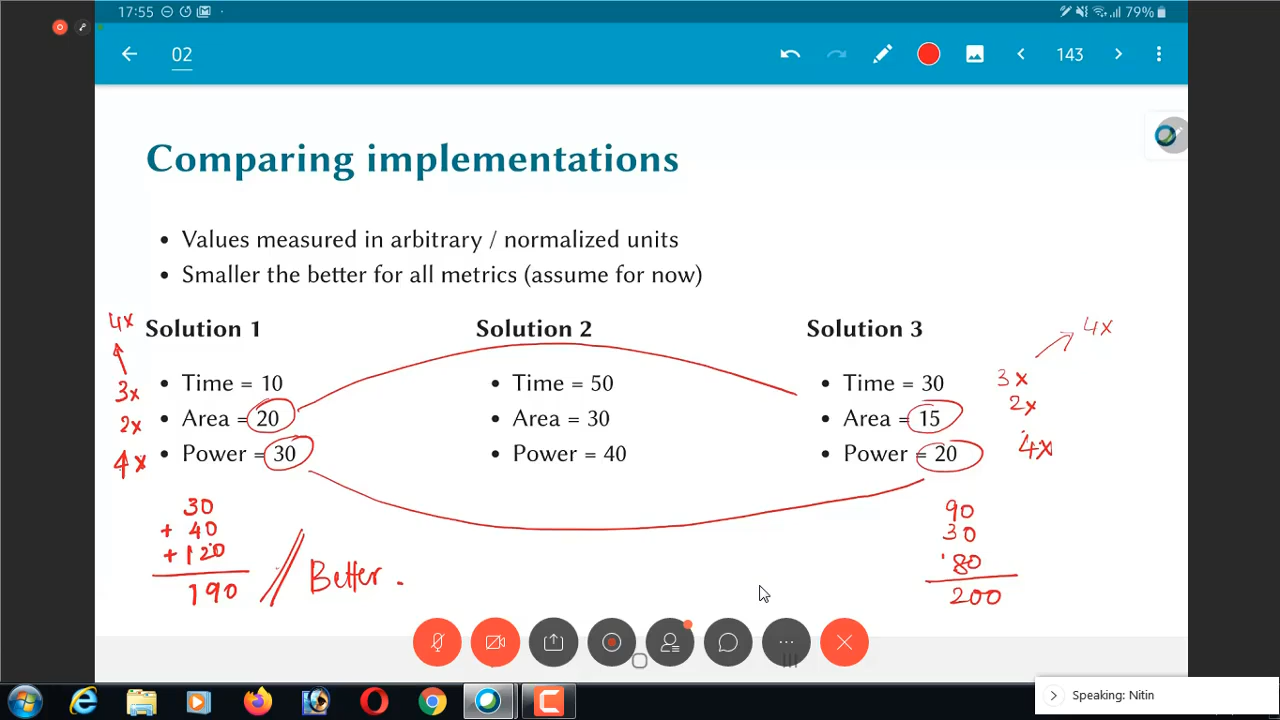 17:55
79%
02
143
Comparing implementations
• Values measured in arbitrary / normalized units
• Smaller the better for all metrics (assume for now)
4x
Solution 1
Solution 2
Solution 3
4x
3x
• Time = 10
• Time = 50
• Time = 30
3x
2x
• Area = 20
• Area = 30
• Area = 15
2x
4x
• Power = 30
• Power = 40
• Power = 20
4x
30
+ 40
+120
190
Better.
90
30
80
200
Speaking: Nitin